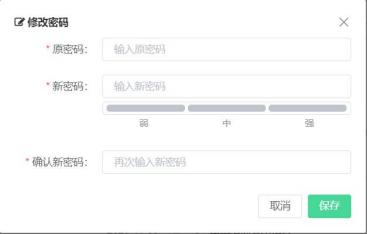 修改密码
* 原密码： 输入原密码
* 新密码： 输入新密码
弱 中 强
* 确认新密码： 再次输入新密码
取消 保存